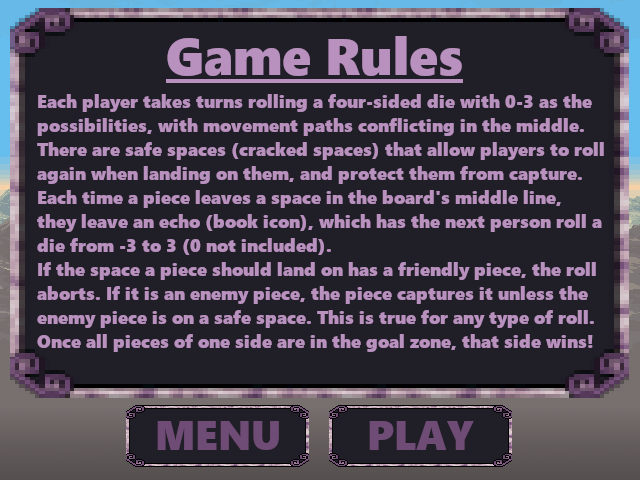 Game Rules
Each player takes turns rolling a four-sided die with 0-3 as the
possibilities, with movement paths conflicting in the middle.
There are safe spaces (cracked spaces) that allow players to roll
again when landing on them, and protect them from capture.
Each time a piece leaves a space in the board's middle line,
they leave an echo (book icon), which has the next person roll a
die from -3 to 3 (0 not included).
If the space a piece should land on has a friendly piece, the roll
aborts. If it is an enemy piece, the piece captures it unless the
enemy piece is on a safe space. This is true for any type of roll.
Once all pieces of one side are in the goal zone, that side wins!
MENU
PLAY